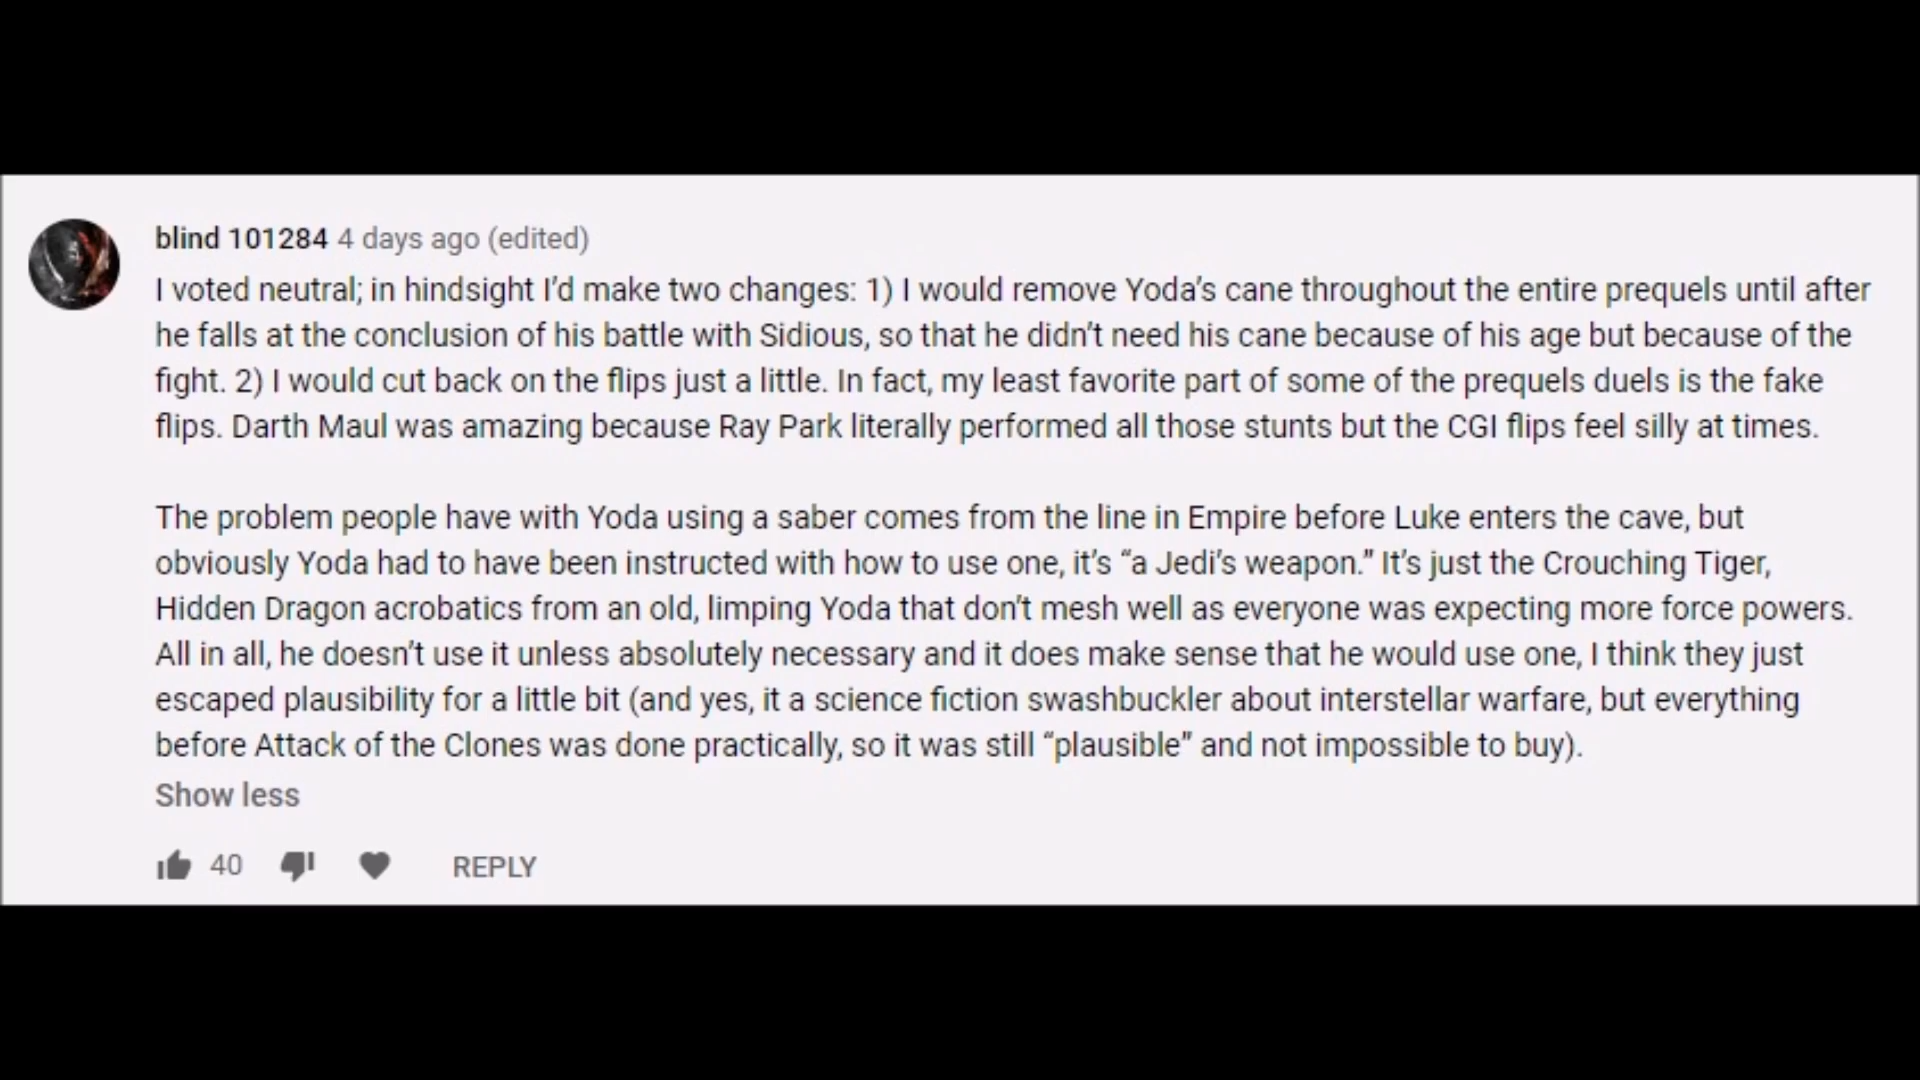 blind 101284 4 days ago (edited)
I voted neutral; in hindsight I’d make two changes: 1) I would remove Yoda’s cane throughout the entire prequels until after
he falls at the conclusion of his battle with Sidious, so that he didn’t need his cane because of his age but because of the
fight. 2) I would cut back on the flips just a little. In fact, my least favorite part of some of the prequels duels is the fake
flips. Darth Maul was amazing because Ray Park literally performed all those stunts but the CGI flips feel silly at times.
The problem people have with Yoda using a saber comes from the line in Empire before Luke enters the cave, but
obviously Yoda had to have been instructed with how to use one, it’s “a Jedi’s weapon.” It’s just the Crouching Tiger,
Hidden Dragon acrobatics from an old, limping Yoda that don’t mesh well as everyone was expecting more force powers.
All in all, he doesn’t use it unless absolutely necessary and it does make sense that he would use one, I think they just
escaped plausibility for a little bit (and yes, it a science fiction swashbuckler about interstellar warfare, but everything
before Attack of the Clones was done practically, so it was still “plausible” and not impossible to buy).
Show less
40 REPLY